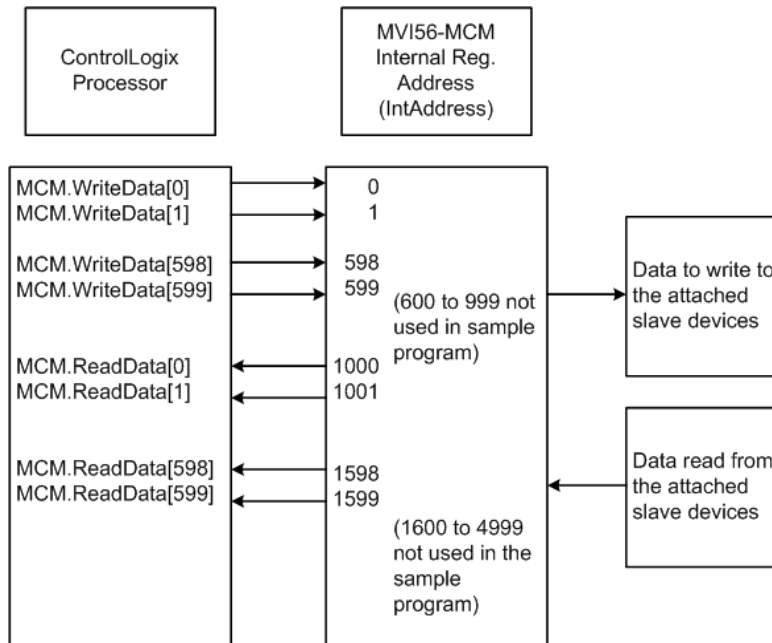 ControlLogix
Processor
MVI56-MCM
Internal Reg.
Address
(IntAddress)
MCM.WriteData[0]
MCM.WriteData[1]
MCM.WriteData[598]
MCM.WriteData[599]
MCM.ReadData[0]
MCM.ReadData[1]
MCM.ReadData[598]
MCM.ReadData[599]
0
1
598
599
(600 to 999 not
used in sample
program)
1000
1001
1598
1599
(1600 to 4999
not used in the
sample
program)
Data to write to
the attached
slave devices
Data read from
the attached
slave devices